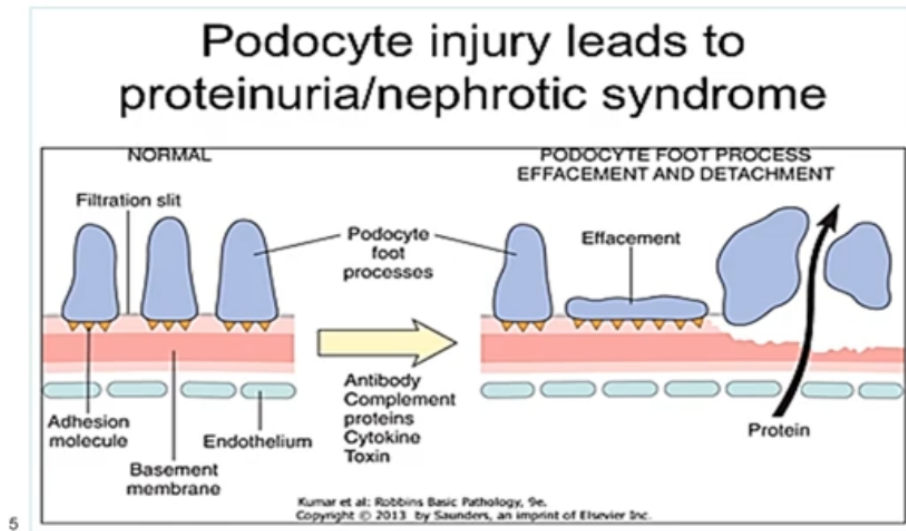 Podocyte injury leads to
proteinuria/nephrotic syndrome
NORMAL
Filtration slit
Podocyte
foot
processes
Adhesion
molecule
Basement
membrane
Endothelium
Antibody
Complement
proteins
Cytokine
Toxin
PODOCYTE FOOT PROCESS
EFFACEMENT AND DETACHMENT
Effacement
Protein
Kumar et al: Robbins Basic Pathology, 9e.
Copyright © 2013 by Saunders, an imprint of Elsevier Inc.
5